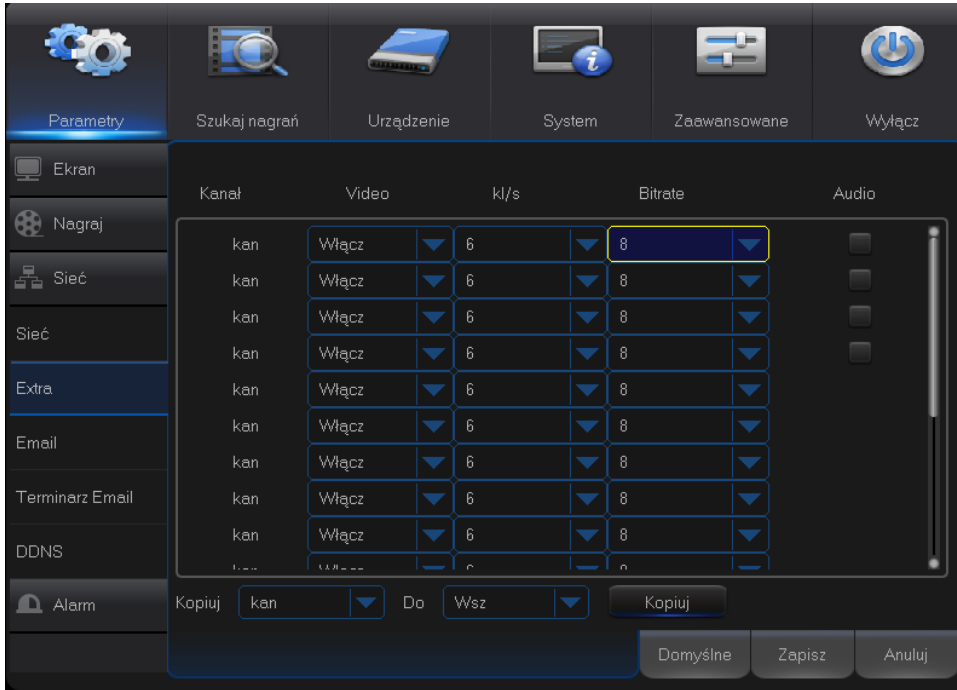 Parametry Szukaj nagrań Urządzenie System Zaawansowane Wyłącz
Ekran
Nagraj
Sieć
Sieć
Extra
Email
Terminarz Email
DDNS
Alarm
Kanał Video kl/s Bitrate Audio
kan Włącz 6 8
kan Włącz 6 8
kan Włącz 6 8
kan Włącz 6 8
kan Włącz 6 8
kan Włącz 6 8
kan Włącz 6 8
kan Włącz 6 8
kan Włącz 6 8
Kopiuj kan Do Wsz Kopiuj
Domyślne Zapisz Anuluj